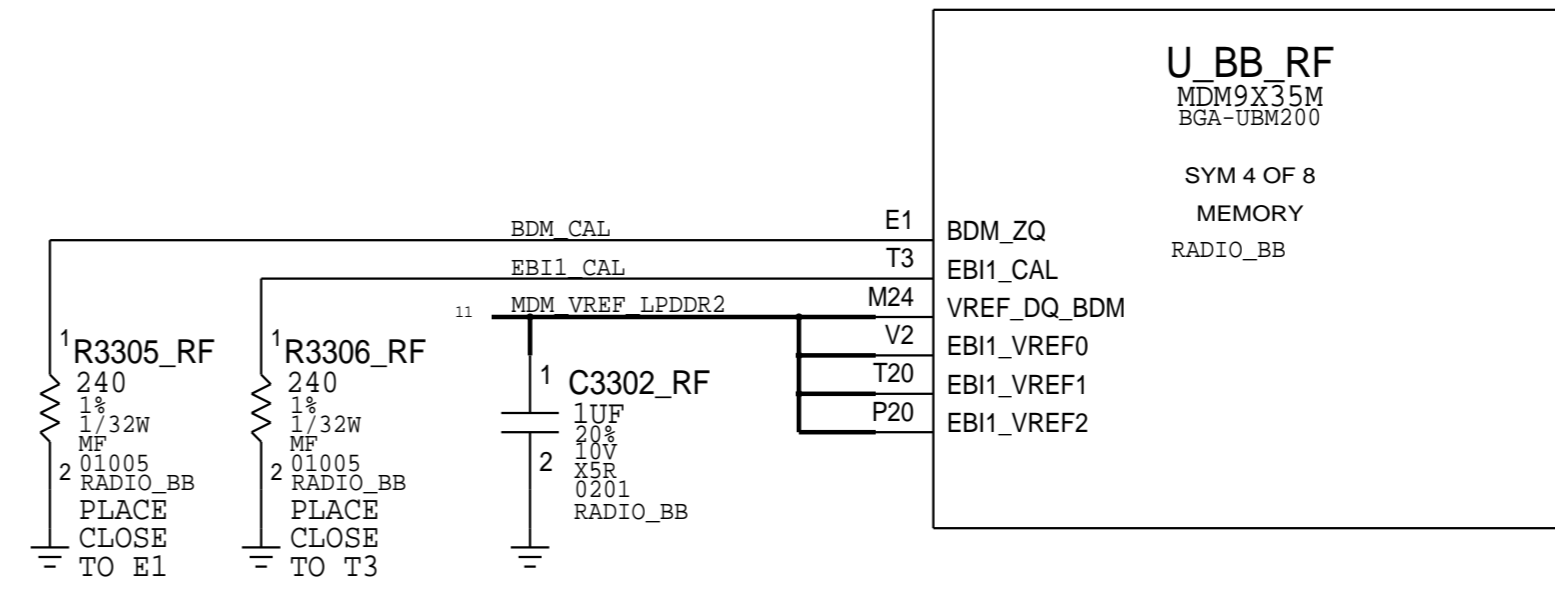 U_BB_RF
MDM9X35M
BGA-UBM200
SYM 4 OF 8
MEMORY
RADIO_BB
BDM_CAL
E1
BDM_ZQ
EBI1_CAL
T3
EBI1_CAL
11
MDM_VREF_LPDDR2
M24
VREF_DQ_BDM
V2
EBI1_VREF0
T20
EBI1_VREF1
P20
EBI1_VREF2
1
R3305_RF
240
1%
1/32W
MF
01005
2
RADIO_BB
PLACE
CLOSE
TO E1
1
R3306_RF
240
1%
1/32W
MF
01005
2
RADIO_BB
PLACE
CLOSE
TO T3
1
C3302_RF
1UF
20%
10V
2
X5R
0201
RADIO_BB